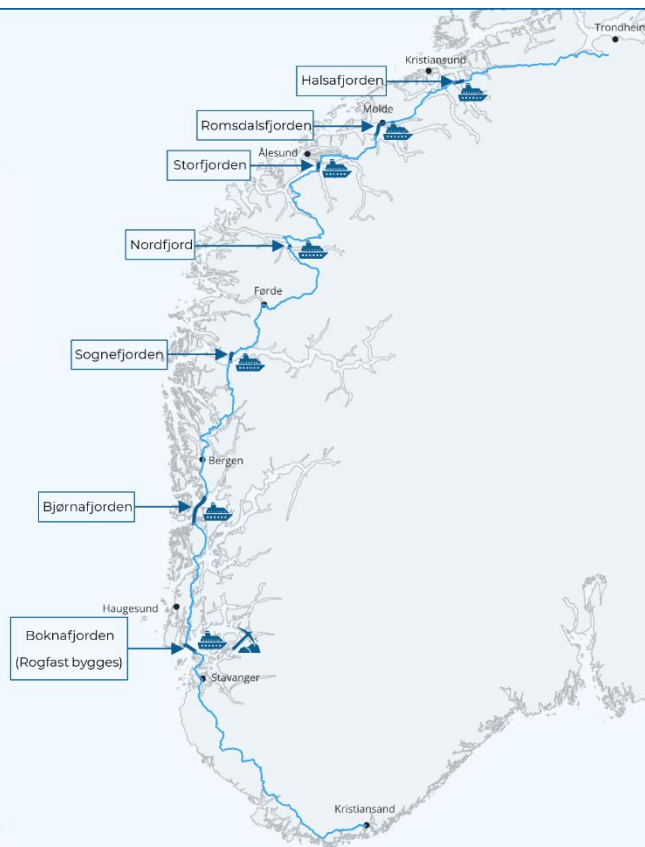 Trondheim
Kristiansund
Halsafjorden
Molde
Romsdalsfjorden
Ålesund
Storfjorden
Nordfjord
Førde
Sognefjorden
Bergen
Bjørnafjorden
Haugesund
Boknafjorden
(Rogfast bygges)
Stavanger
Kristiansand